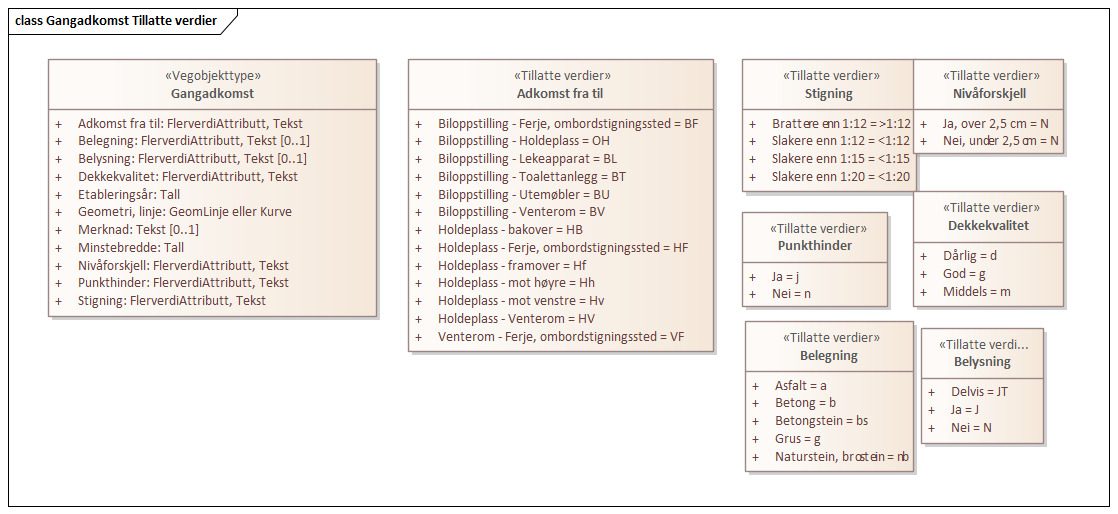 class Gangadkomst Tillatte verdier
«Vegobjekttype»
Gangadkomst
+ Adkomst fra til: FlerverdiAttributt, Tekst
+ Belegning: FlerverdiAttributt, Tekst [0..1]
+ Belysning: FlerverdiAttributt, Tekst [0..1]
+ Dekkekvalitet: FlerverdiAttributt, Tekst
+ Etableringsår: Tall
+ Geometri, linje: GeomLinje eller Kurve
+ Merknad: Tekst [0..1]
+ Minstebredde: Tall
+ Nivåforskjell: FlerverdiAttributt, Tekst
+ Punkthinder: FlerverdiAttributt, Tekst
+ Stigning: FlerverdiAttributt, Tekst
«Tillatte verdier»
Adkomst fra til
+ Biloppstilling - Ferje, ombordstigningssted = BF
+ Biloppstilling - Holdeplass = OH
+ Biloppstilling - Lekeapparat = BL
+ Biloppstilling - Toalettanlegg = BT
+ Biloppstilling - Utemøbler = BU
+ Biloppstilling - Venterom = BV
+ Holdeplass - bakover = HB
+ Holdeplass - Ferje, ombordstigningssted = HF
+ Holdeplass - framover = Hf
+ Holdeplass - mot høyre = Hh
+ Holdeplass - mot venstre = Hv
+ Holdeplass - Venterom = HV
+ Venterom - Ferje, ombordstigningssted = VF
«Tillatte verdier»
Stigning
+ Brattere enn 1:12 = >1:12
+ Slakere enn 1:12 = <1:12
+ Slakere enn 1:15 = <1:15
+ Slakere enn 1:20 = <1:20
«Tillatte verdier»
Nivåforskjell
+ Ja, over 2,5 cm = N
+ Nei, under 2,5 cm = N
«Tillatte verdier»
Punkthinder
+ Ja = j
+ Nei = n
«Tillatte verdier»
Dekkekvalitet
+ Dårlig = d
+ God = g
+ Middels = m
«Tillatte verdier»
Belegning
+ Asfalt = a
+ Betong = b
+ Betongstein = bs
+ Grus = g
+ Naturstein, brostein = nb
«Tillatte verdi...
Belysning
+ Delvis = JT
+ Ja = J
+ Nei = N